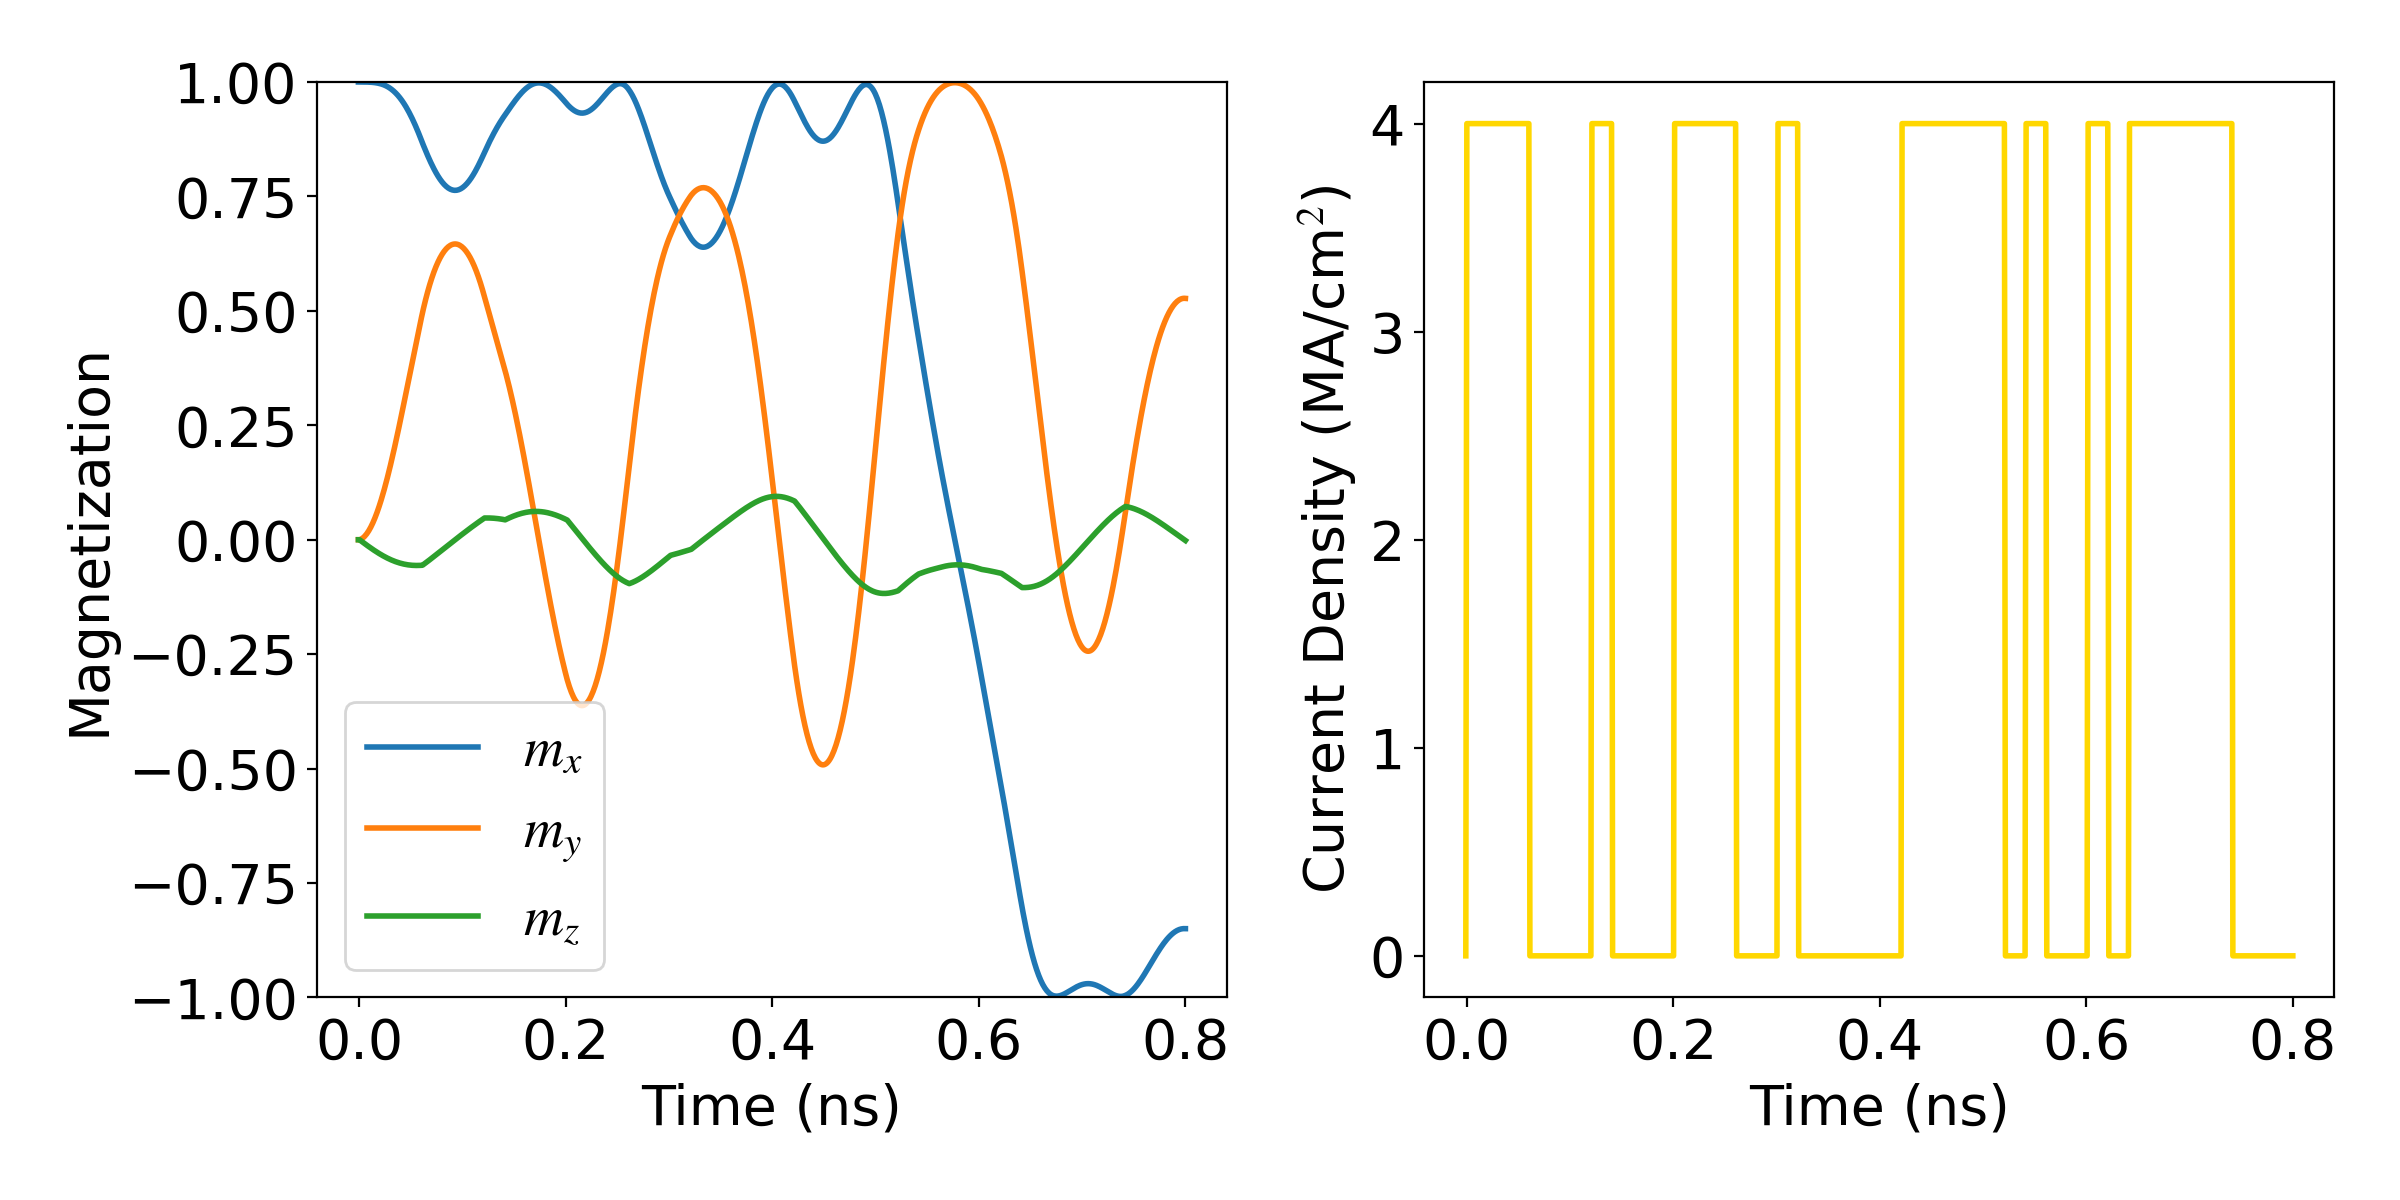 1.00
0.75
0.50
0.25
0.00
−0.25
−0.50
−0.75
−1.00
Magnetization
m_x
m_y
m_z
0.0 0.2 0.4 0.6 0.8
Time (ns)
4
3
2
1
0
Current Density (MA/cm²)
0.0 0.2 0.4 0.6 0.8
Time (ns)